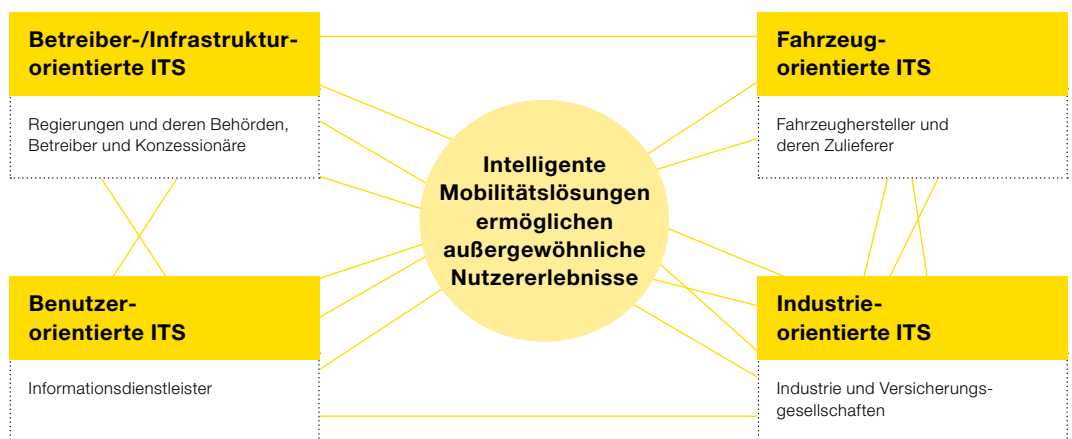 Betreiber-/Infrastruktur-
orientierte ITS
Regierungen und deren Behörden,
Betreiber und Konzessionäre
Fahrzeug-
orientierte ITS
Fahrzeughersteller und
deren Zulieferer
Intelligente
Mobilitätslösungen
ermöglichen
außergewöhnliche
Nutzererlebnisse
Benutzer-
orientierte ITS
Informationsdienstleister
Industrie-
orientierte ITS
Industrie und Versicherungs-
gesellschaften